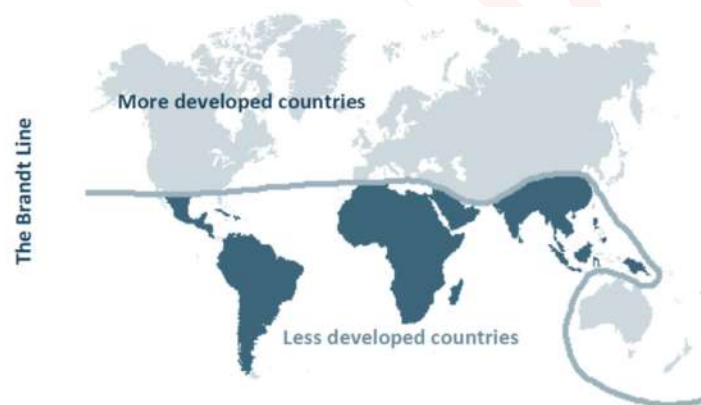 The Brandt Line
More developed countries
Less developed countries